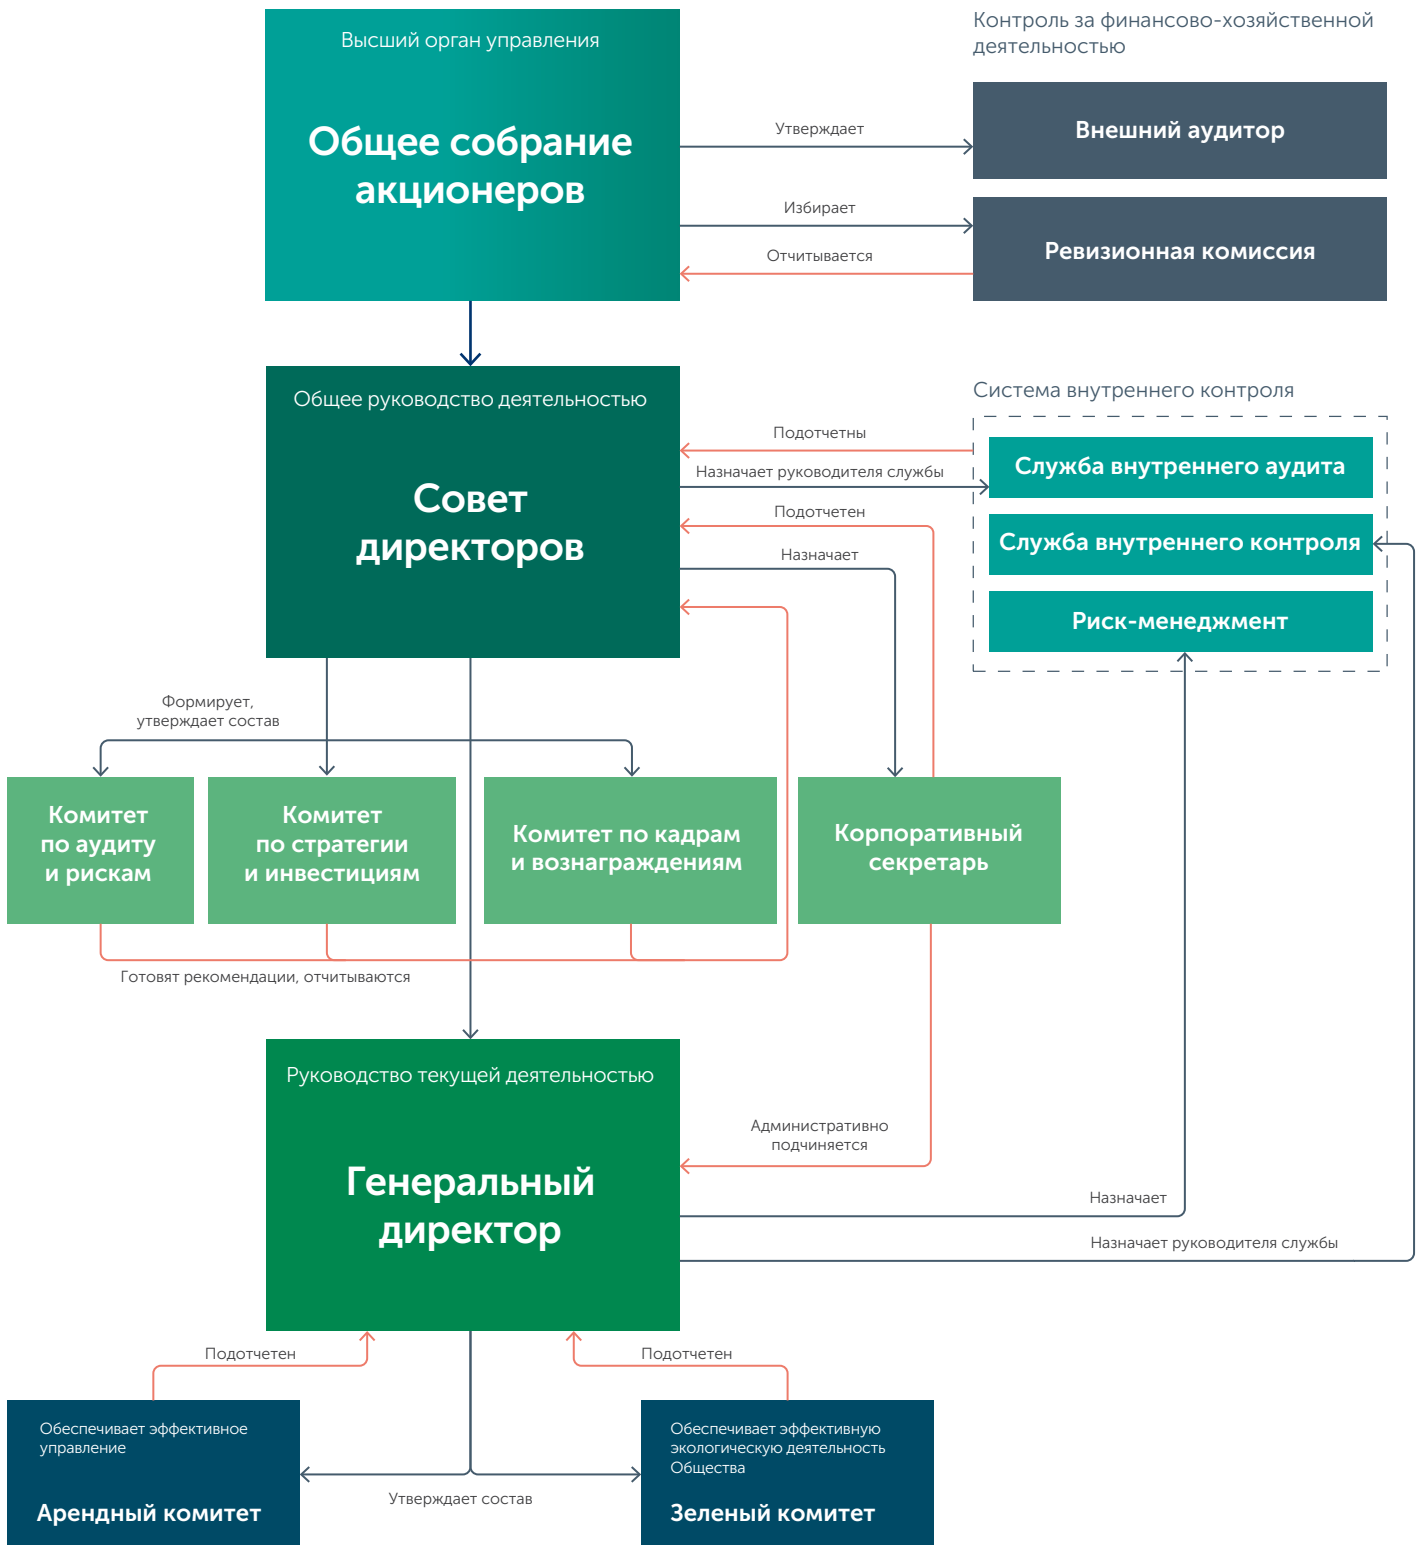 Высший орган управления
Общее собрание
акционеров
Контроль за финансово-хозяйственной
деятельностью
Утверждает
Внешний аудитор
Избирает
Отчитывается
Ревизионная комиссия
Общее руководство деятельностью
Совет
директоров
Система внутреннего контроля
Подотчетны
Назначает руководителя службы
Подотчетен
Назначает
Служба внутреннего аудита
Служба внутреннего контроля
Риск-менеджмент
Формирует,
утверждает состав
Комитет
по аудиту
и рискам
Комитет
по стратегии
и инвестициям
Комитет по кадрам
и вознаграждениям
Корпоративный
секретарь
Готовят рекомендации, отчитываются
Руководство текущей деятельностью
Генеральный
директор
Административно
подчиняется
Назначает
Назначает руководителя службы
Подотчетен
Подотчетен
Обеспечивает эффективное
управление
Арендный комитет
Утверждает состав
Обеспечивает эффективную
экологическую деятельность
Общества
Зеленый комитет